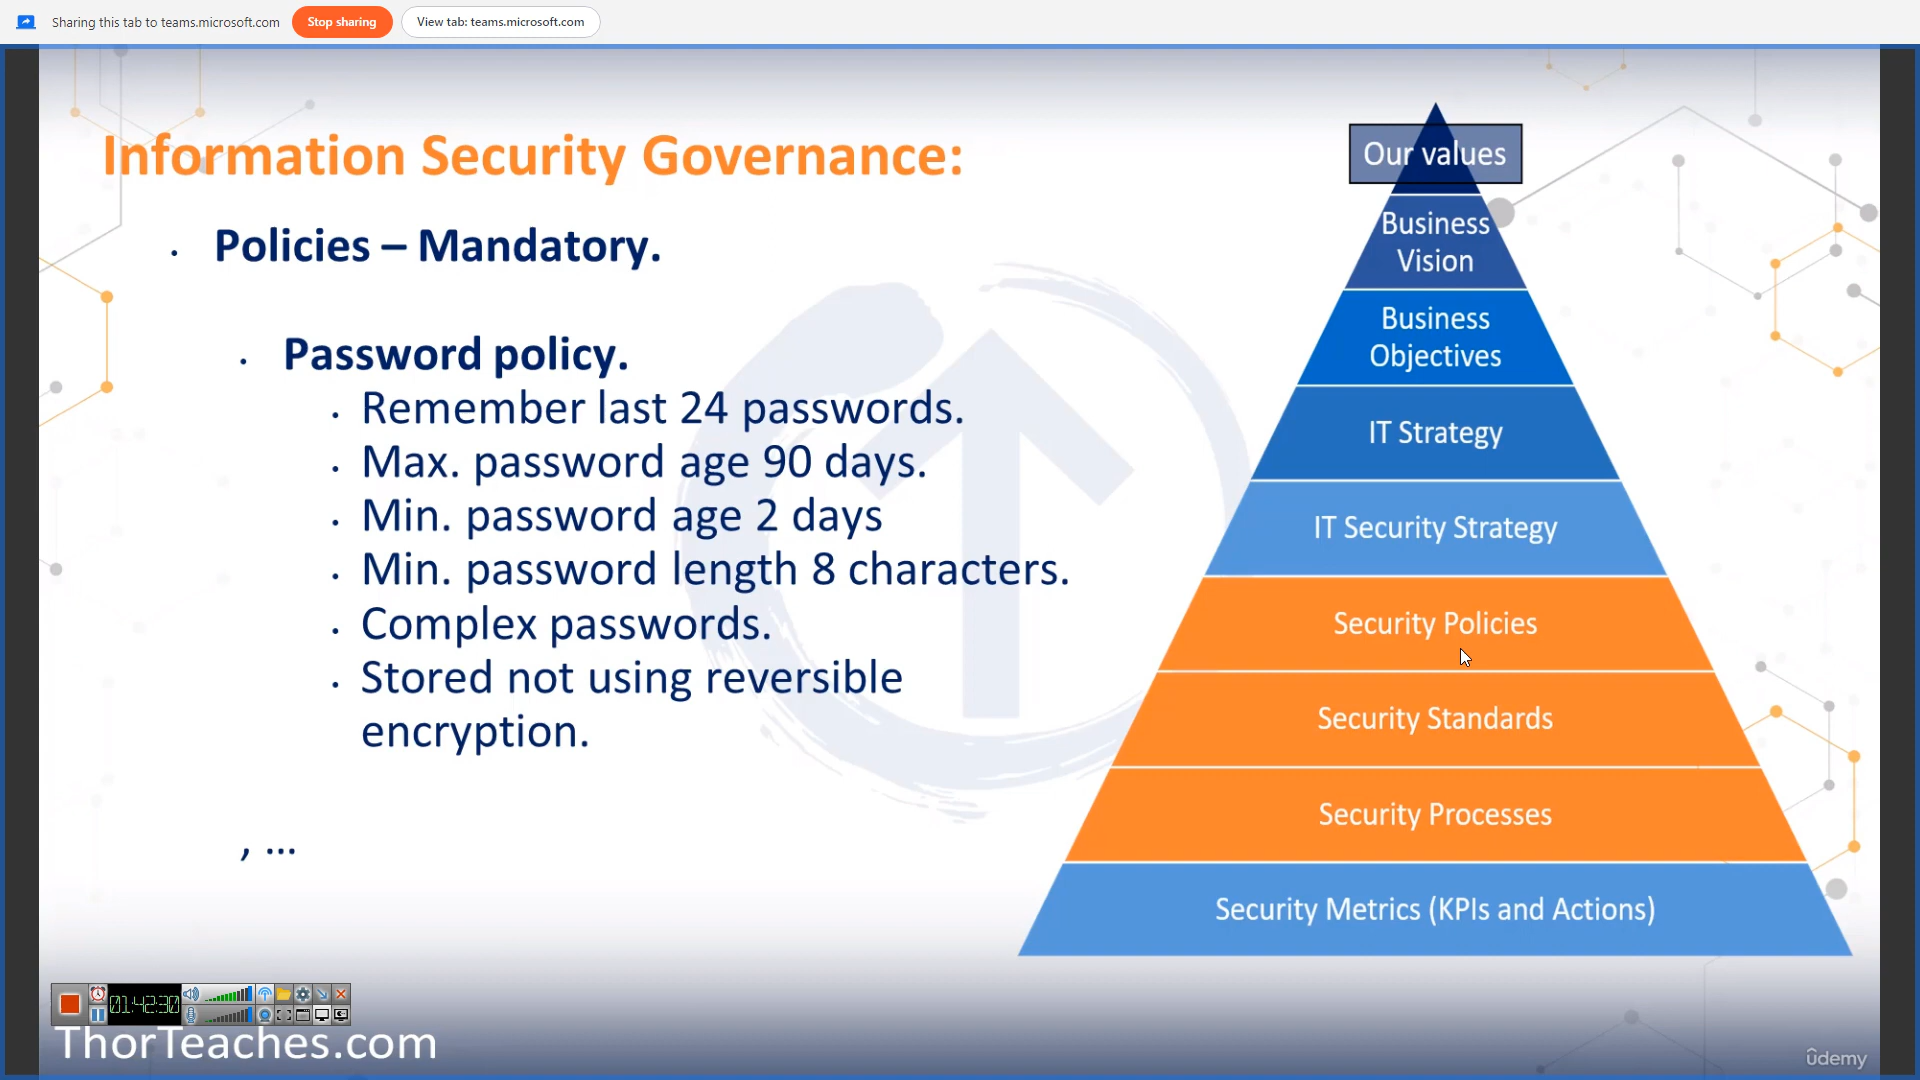 Sharing this tab to teams.microsoft.com
Stop sharing
View tab: teams.microsoft.com
Information Security Governance:
• Policies – Mandatory.
• Password policy.
• Remember last 24 passwords.
• Max. password age 90 days.
• Min. password age 2 days
• Min. password length 8 characters.
• Complex passwords.
• Stored not using reversible
encryption.
, ...
Our values
Business
Vision
Business
Objectives
IT Strategy
IT Security Strategy
Security Policies
Security Standards
Security Processes
Security Metrics (KPIs and Actions)
01:42:30
ThorTeaches.com
ûdemy